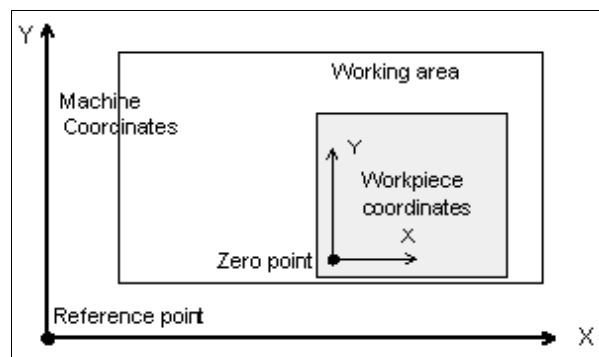 Y
Working area
Machine
Coordinates
Y
Workpiece
coordinates
X
Zero point
Reference point
X